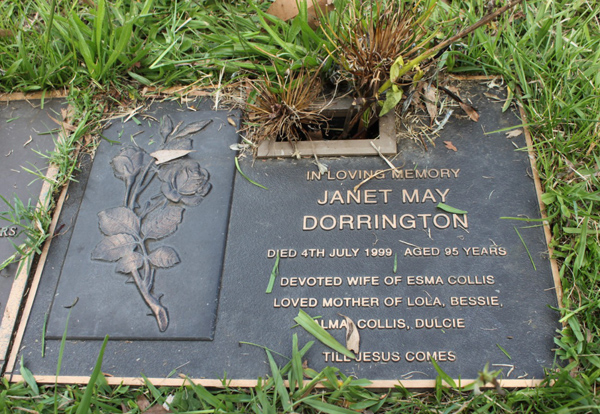 IN LOVING MEMORY
JANET MAY
DORRINGTON
DIED 4TH JULY 1999 AGED 95 YEARS
DEVOTED WIFE OF ESMA COLLIS
LOVED MOTHER OF LOLA, BESSIE,
COLLIS, DULCIE
TILL JESUS COMES